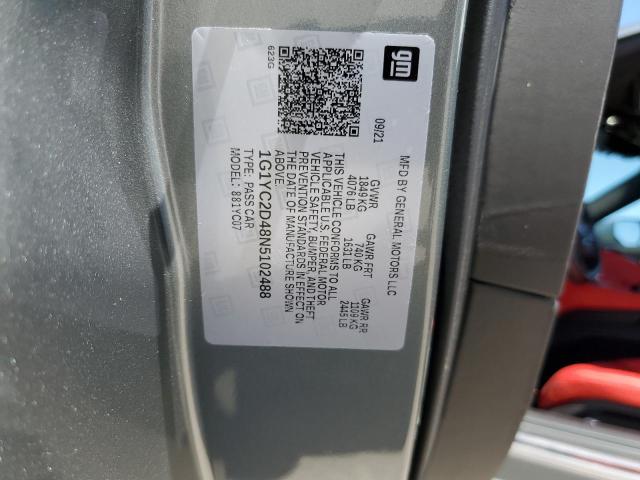 gm
MFD BY GENERAL MOTORS LLC
09/21
GVWR GAWR FRT GAWR RR
1849 KG 740 KG 1109 KG
4076 LB 1631 LB 2445 LB
THIS VEHICLE CONFORMS TO ALL
APPLICABLE U.S. FEDERAL MOTOR
VEHICLE SAFETY, BUMPER, AND THEFT
PREVENTION STANDARDS IN EFFECT ON
THE DATE OF MANUFACTURE SHOWN
ABOVE.
1G1YC2D48N5102488
TYPE: PASS CAR
MODEL: 881YC07
623G